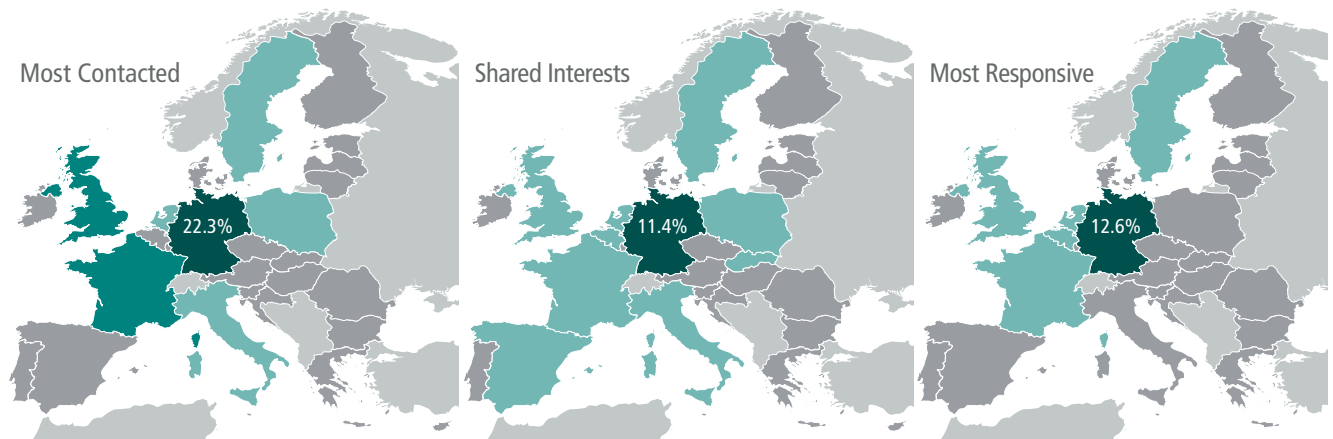 Most Contacted
Shared Interests
Most Responsive
22.3%
11.4%
12.6%